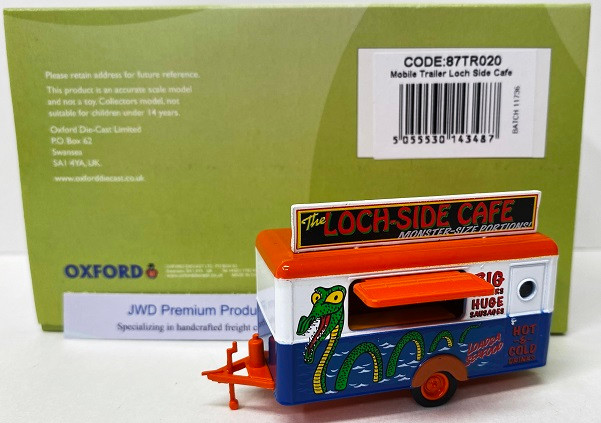 Please retain address for future reference.
This product is an accurate scale model
and not a toy. Collectors model, not
suitable for children under 14 years.
Oxford Die-Cast Limited
P.O. Box 62
Swansea
SA1 4YA, UK.
www.oxforddiecast.co.uk
CODE:87TR020
Mobile Trailer Loch Side Cafe
5 055530 143487
BATCH 11736
OXFORD
JWD Premium Produ
Specializing in handcrafted freight c
The LOCH-SIDE CAFE
MONSTER-SIZE PORTIONS!
BIG
HUGE
SAUSAGES
LOADSA
SEAFOOD
HOT
&
COLD
DRINKS